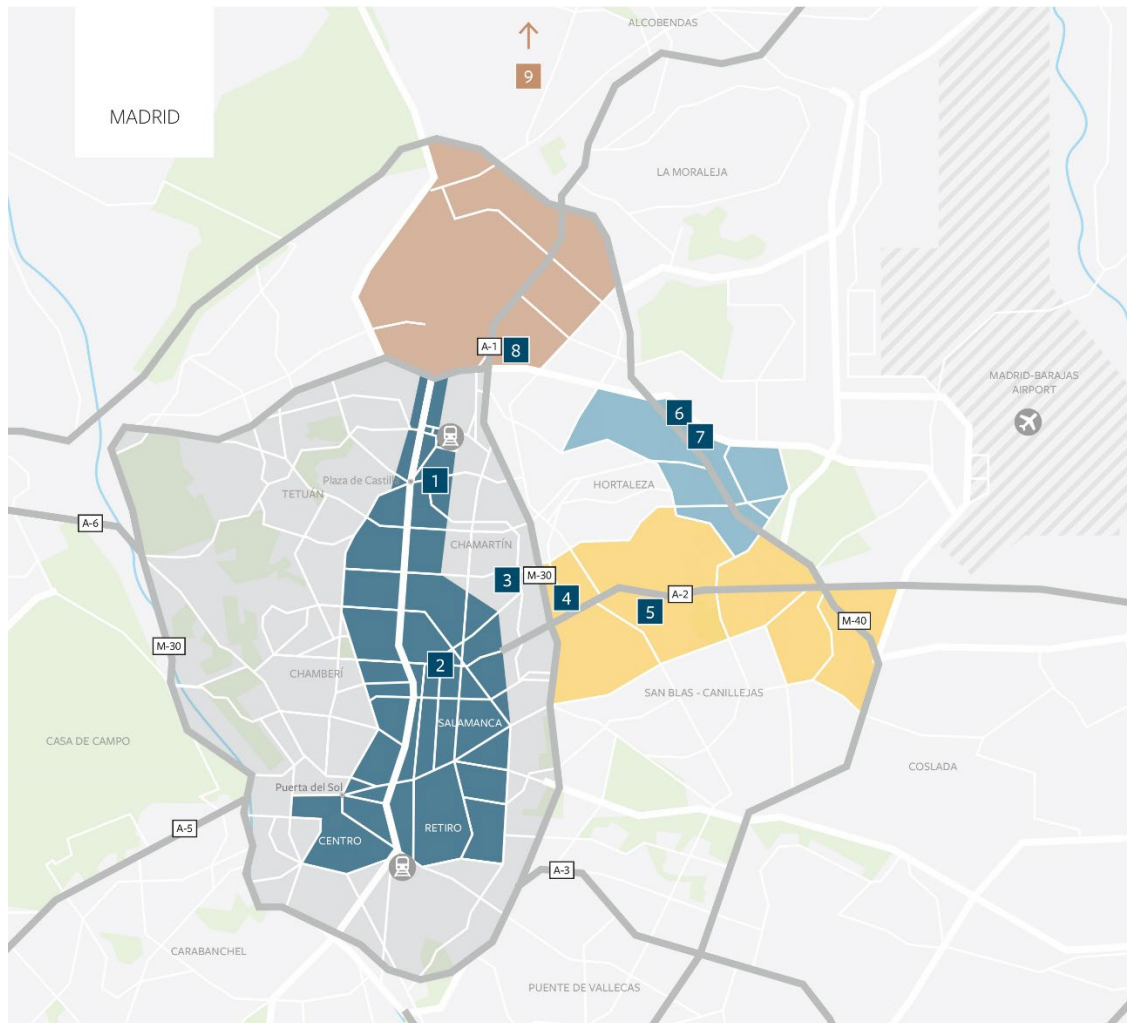 ALCOBENDAS
9
MADRID
LA MORALEJA
A-1
8
MADRID-BARAJAS
AIRPORT
6
7
Plaza de Castill
1
HORTALEZA
TETUÁN
A-6
CHAMARTÍN
3
M-30
4
5
A-2
M-40
M-30
2
CHAMBERÍ
SAN BLAS - CANILLEJAS
SALAMANCA
CASA DE CAMPO
COSLADA
Puerta del Sol
A-5
CENTRO
RETIRO
A-3
CARABANCHEL
PUENTE DE VALLECAS